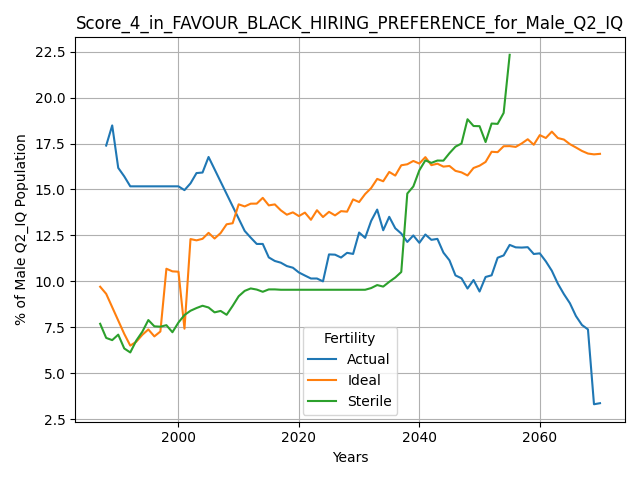 Score_4_in_FAVOUR_BLACK_HIRING_PREFERENCE_for_Male_Q2_IQ
% of Male Q2_IQ Population
22.5
20.0
17.5
15.0
12.5
10.0
7.5
5.0
2.5
Fertility
Actual
Ideal
Sterile
2000 2020 2040 2060
Years